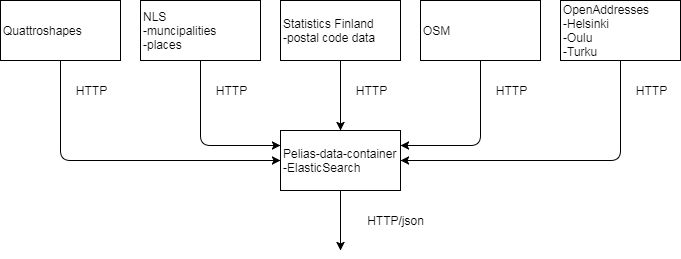 Quattroshapes
NLS
-muncipalities
-places
Statistics Finland
-postal code data
OSM
OpenAddresses
-Helsinki
-Oulu
-Turku
HTTP
HTTP
HTTP
HTTP
HTTP
Pelias-data-container
-ElasticSearch
HTTP/json